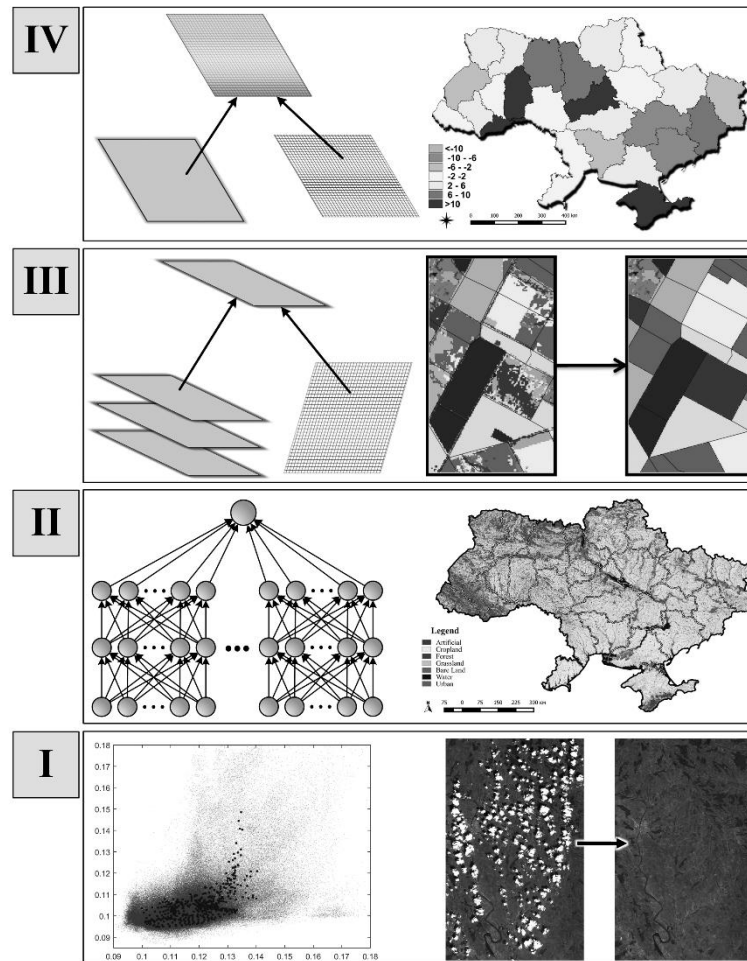 IV
<-10
-10 - -6
-6 - -2
-2 - 2
2 - 6
6 - 10
>10
0 100 200 300 400 km
III
II
Legend
Artificial
Cropland
Forest
Grassland
Bare Land
Water
Urban
75 0 75 150 225 300 km
I
0.18
0.17
0.16
0.15
0.14
0.13
0.12
0.11
0.1
0.09
0.09 0.1 0.11 0.12 0.13 0.14 0.15 0.16 0.17 0.18